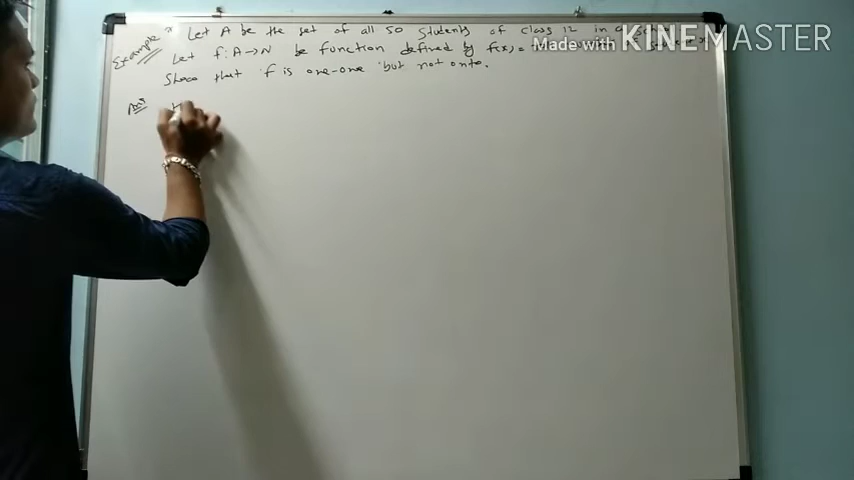 Example * Let A be the set of all 50 students of class 12 in a
Let f: A→N be function defined by f(x) =
Show that f is one-one but not onto.
Ans
Made with KINEMASTER